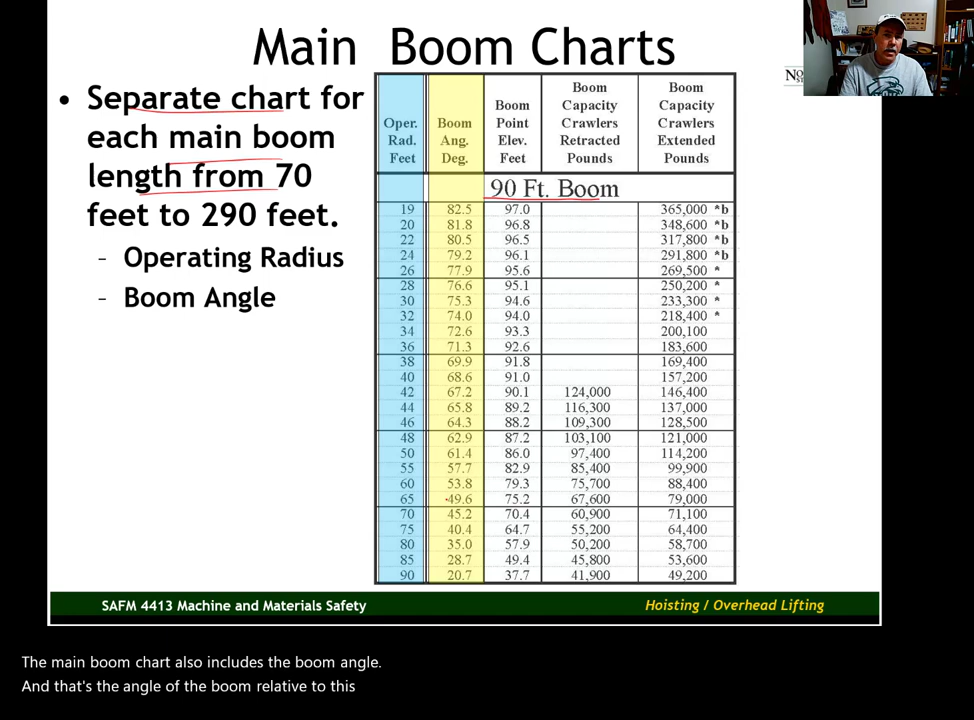 Main Boom Charts
• Separate chart for
each main boom
length from 70
feet to 290 feet.
– Operating Radius
– Boom Angle
Oper. Rad. Feet | Boom Ang. Deg. | Boom Point Elev. Feet | Boom Capacity Crawlers Retracted Pounds | Boom Capacity Crawlers Extended Pounds
90 Ft. Boom
19 82.5 97.0 365,000 *b
20 81.8 96.8 348,600 *b
22 80.5 96.5 317,800 *b
24 79.2 96.1 291,800 *b
26 77.9 95.6 269,500 *
28 76.6 95.1 250,200 *
30 75.3 94.6 233,300 *
32 74.0 94.0 218,400 *
34 72.6 93.3 200,100
36 71.3 92.6 183,600
38 69.9 91.8 169,400
40 68.6 91.0 157,200
42 67.2 90.1 124,000 146,400
44 65.8 89.2 116,300 137,000
46 64.3 88.2 109,300 128,500
48 62.9 87.2 103,100 121,000
50 61.4 86.0 97,400 114,200
55 57.7 82.9 85,400 99,900
60 53.8 79.3 75,700 88,400
65 49.6 75.2 67,600 79,000
70 45.2 70.4 60,900 71,100
75 40.4 64.7 55,200 64,400
80 35.0 57.9 50,200 58,700
85 28.7 49.4 45,800 53,600
90 20.7 37.7 41,900 49,200
SAFM 4413 Machine and Materials Safety
Hoisting / Overhead Lifting
The main boom chart also includes the boom angle.
And that's the angle of the boom relative to this